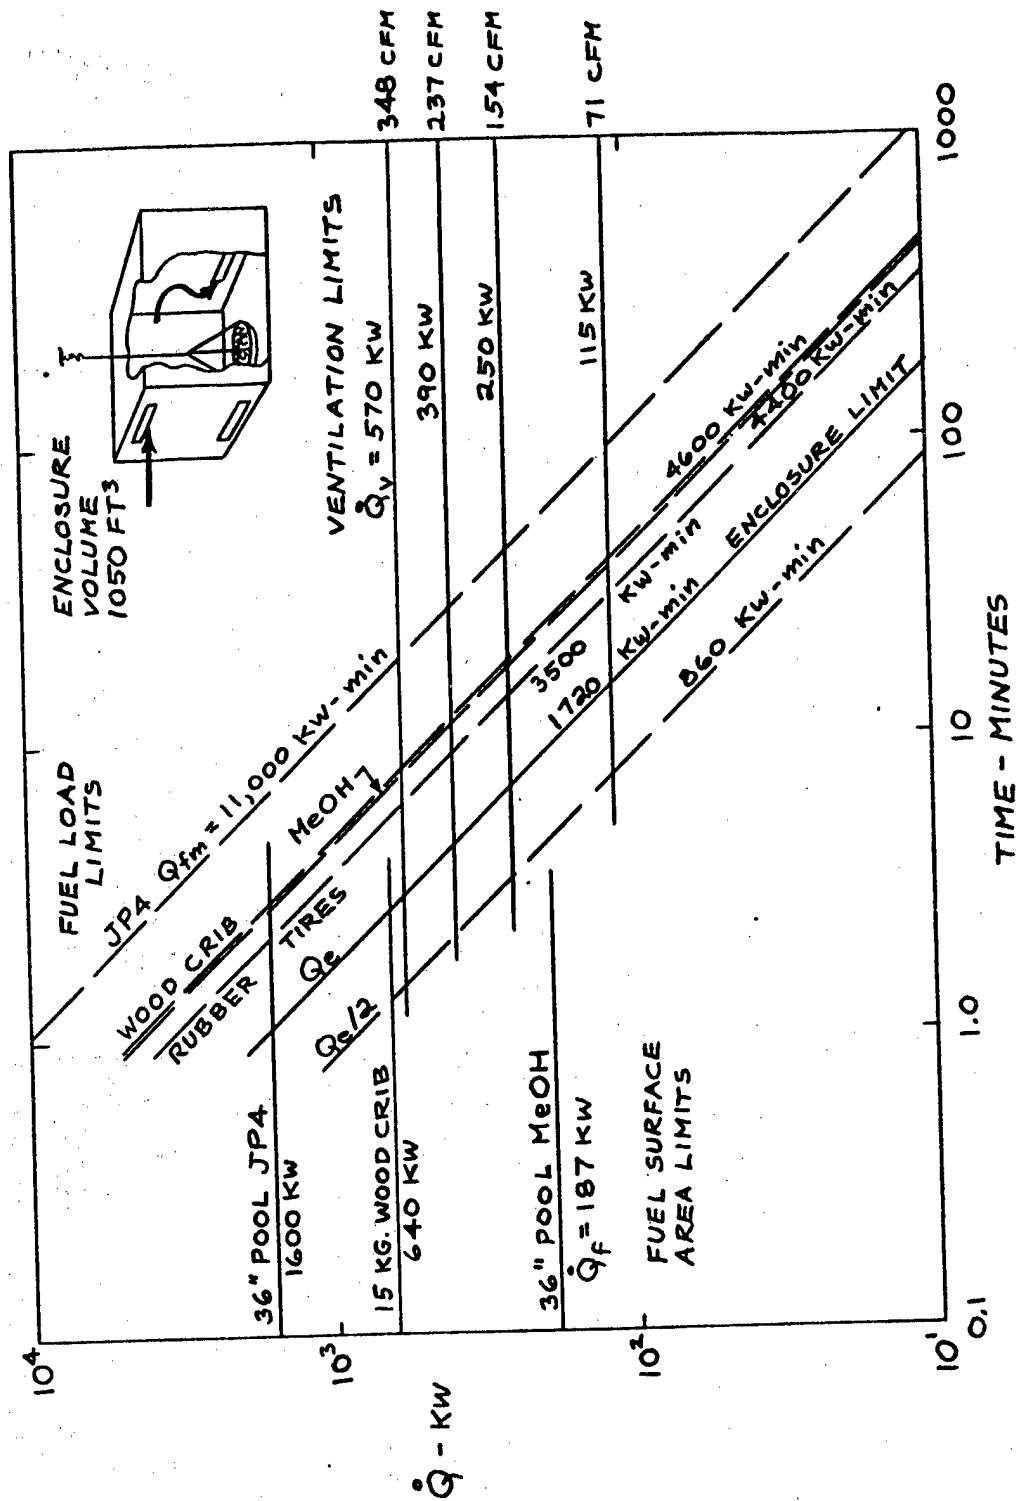 ENCLOSURE
VOLUME
1050 FT³
FUEL LOAD
LIMITS
JP4 Qfm = 11,000 KW-min
WOOD CRIB
MeOH
RUBBER TIRES
Qe
Qe/2
VENTILATION LIMITS
Q̇v = 570 KW
390 KW
250 KW
115 KW
348 CFM
237 CFM
154 CFM
71 CFM
4600 KW-min
4400 KW-min
3500 KW-min
1720 KW-min ENCLOSURE LIMIT
860 KW-min
36" POOL JP4
1600 KW
15 KG. WOOD CRIB
640 KW
36" POOL MeOH
Q̇f = 187 KW
FUEL SURFACE
AREA LIMITS
10⁴
10³
10²
10'
Q̇ - KW
0.1
1.0
10
100
1000
TIME - MINUTES